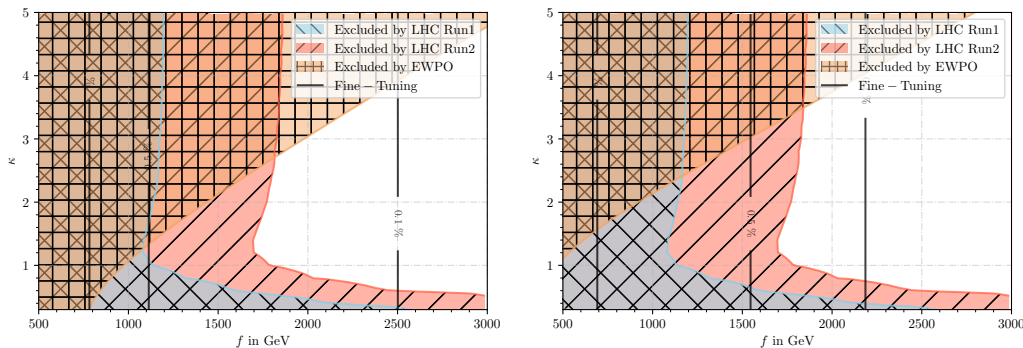 5
4
3
2
1
κ
500
1000
1500
2000
2500
3000
f in GeV
Excluded by LHC Run1
Excluded by LHC Run2
Excluded by EWPO
Fine − Tuning
%
0.1 %
5
4
3
2
1
κ
500
1000
1500
2000
2500
3000
f in GeV
Excluded by LHC Run1
Excluded by LHC Run2
Excluded by EWPO
Fine − Tuning
%